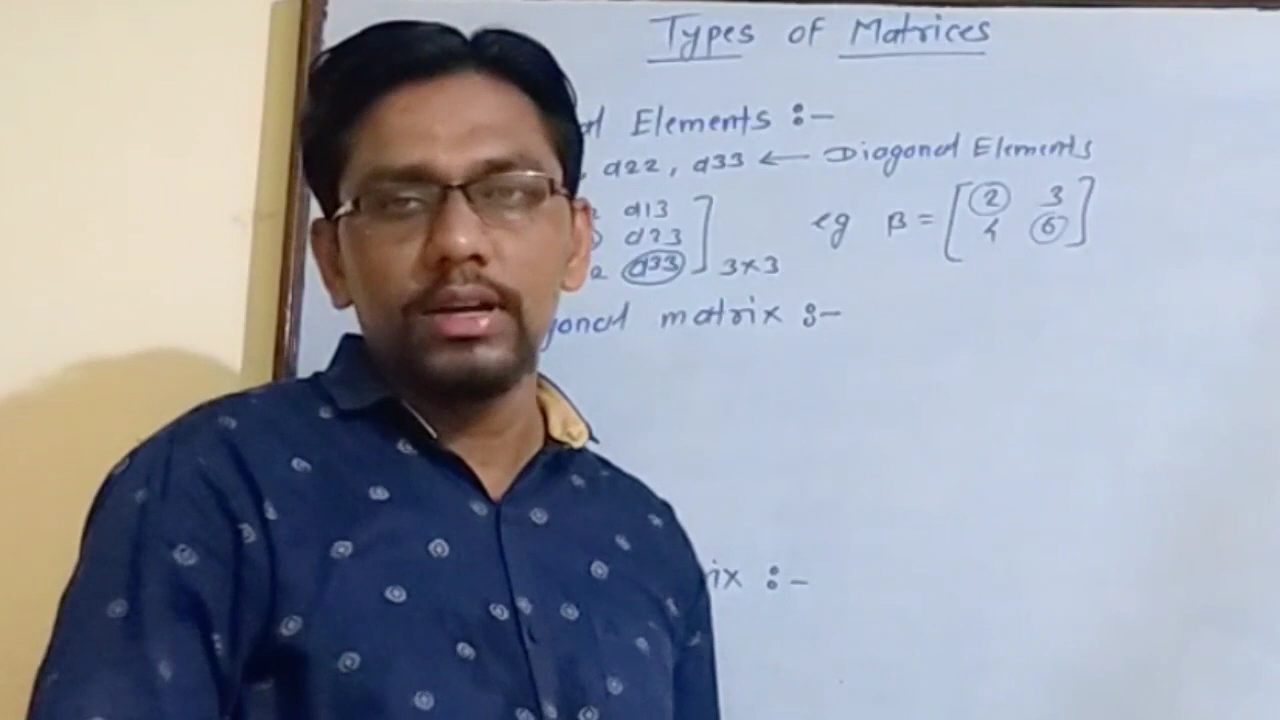 Types of Matrices
al Elements :-
, a22, a33 ← Diagonal Elements
a13
a23
2 a33 ] 3×3
eg B = [ 2 3
4 6 ]
gonal matrix :-
ix :-